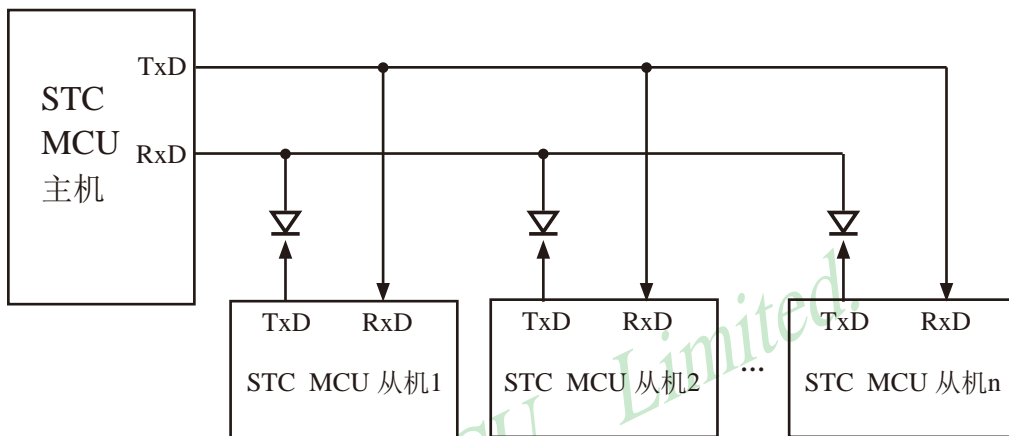 TxD
STC
MCU
主机
RxD
TxD RxD
STC MCU 从机1
TxD RxD
STC MCU 从机2
...
TxD RxD
STC MCU 从机n
MCU Limited.